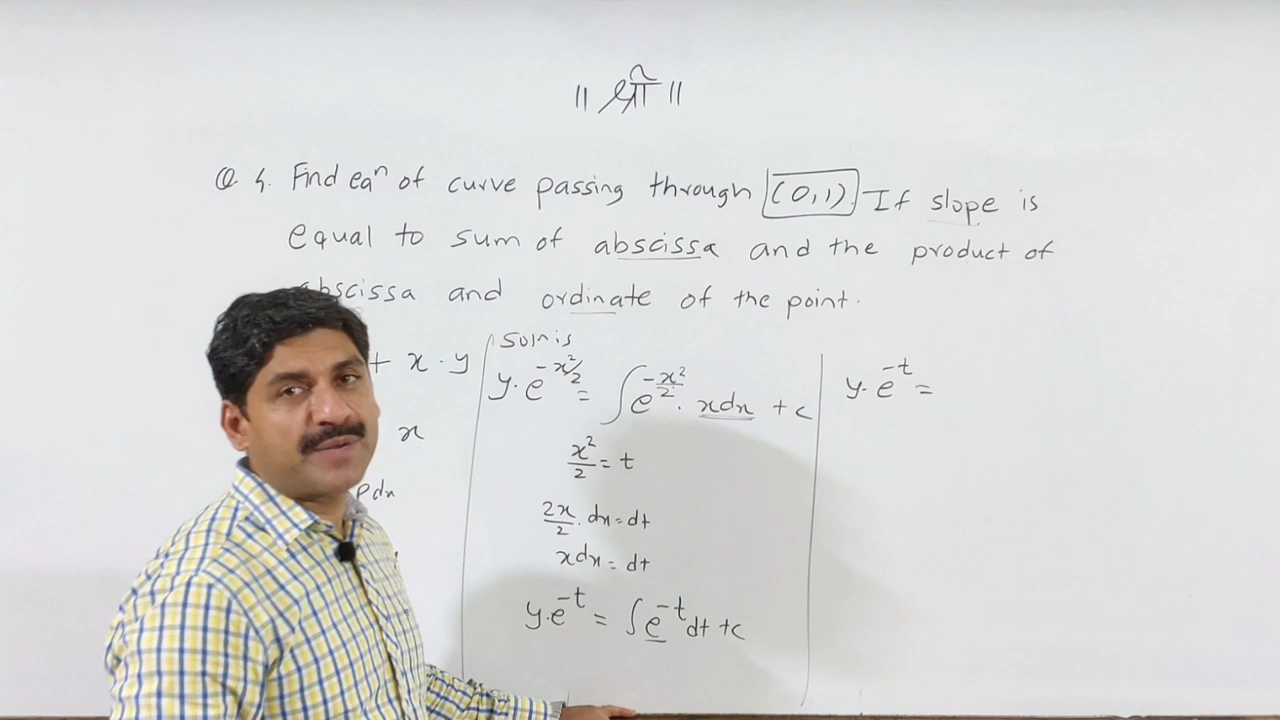 ॥ श्री ॥
Q 4. Find eqⁿ of curve passing through (0,1). If slope is
equal to sum of abscissa and the product of
abscissa and ordinate of the point.
+ x · y
x
pdx
Solⁿ is
y·e^{-x²/2} = ∫e^{-x²/2} · xdx + c
x²/2 = t
2x/2 · dx = dt
xdx = dt
y·e^{-t} = ∫e^{-t}dt + c
y·e^{-t} =